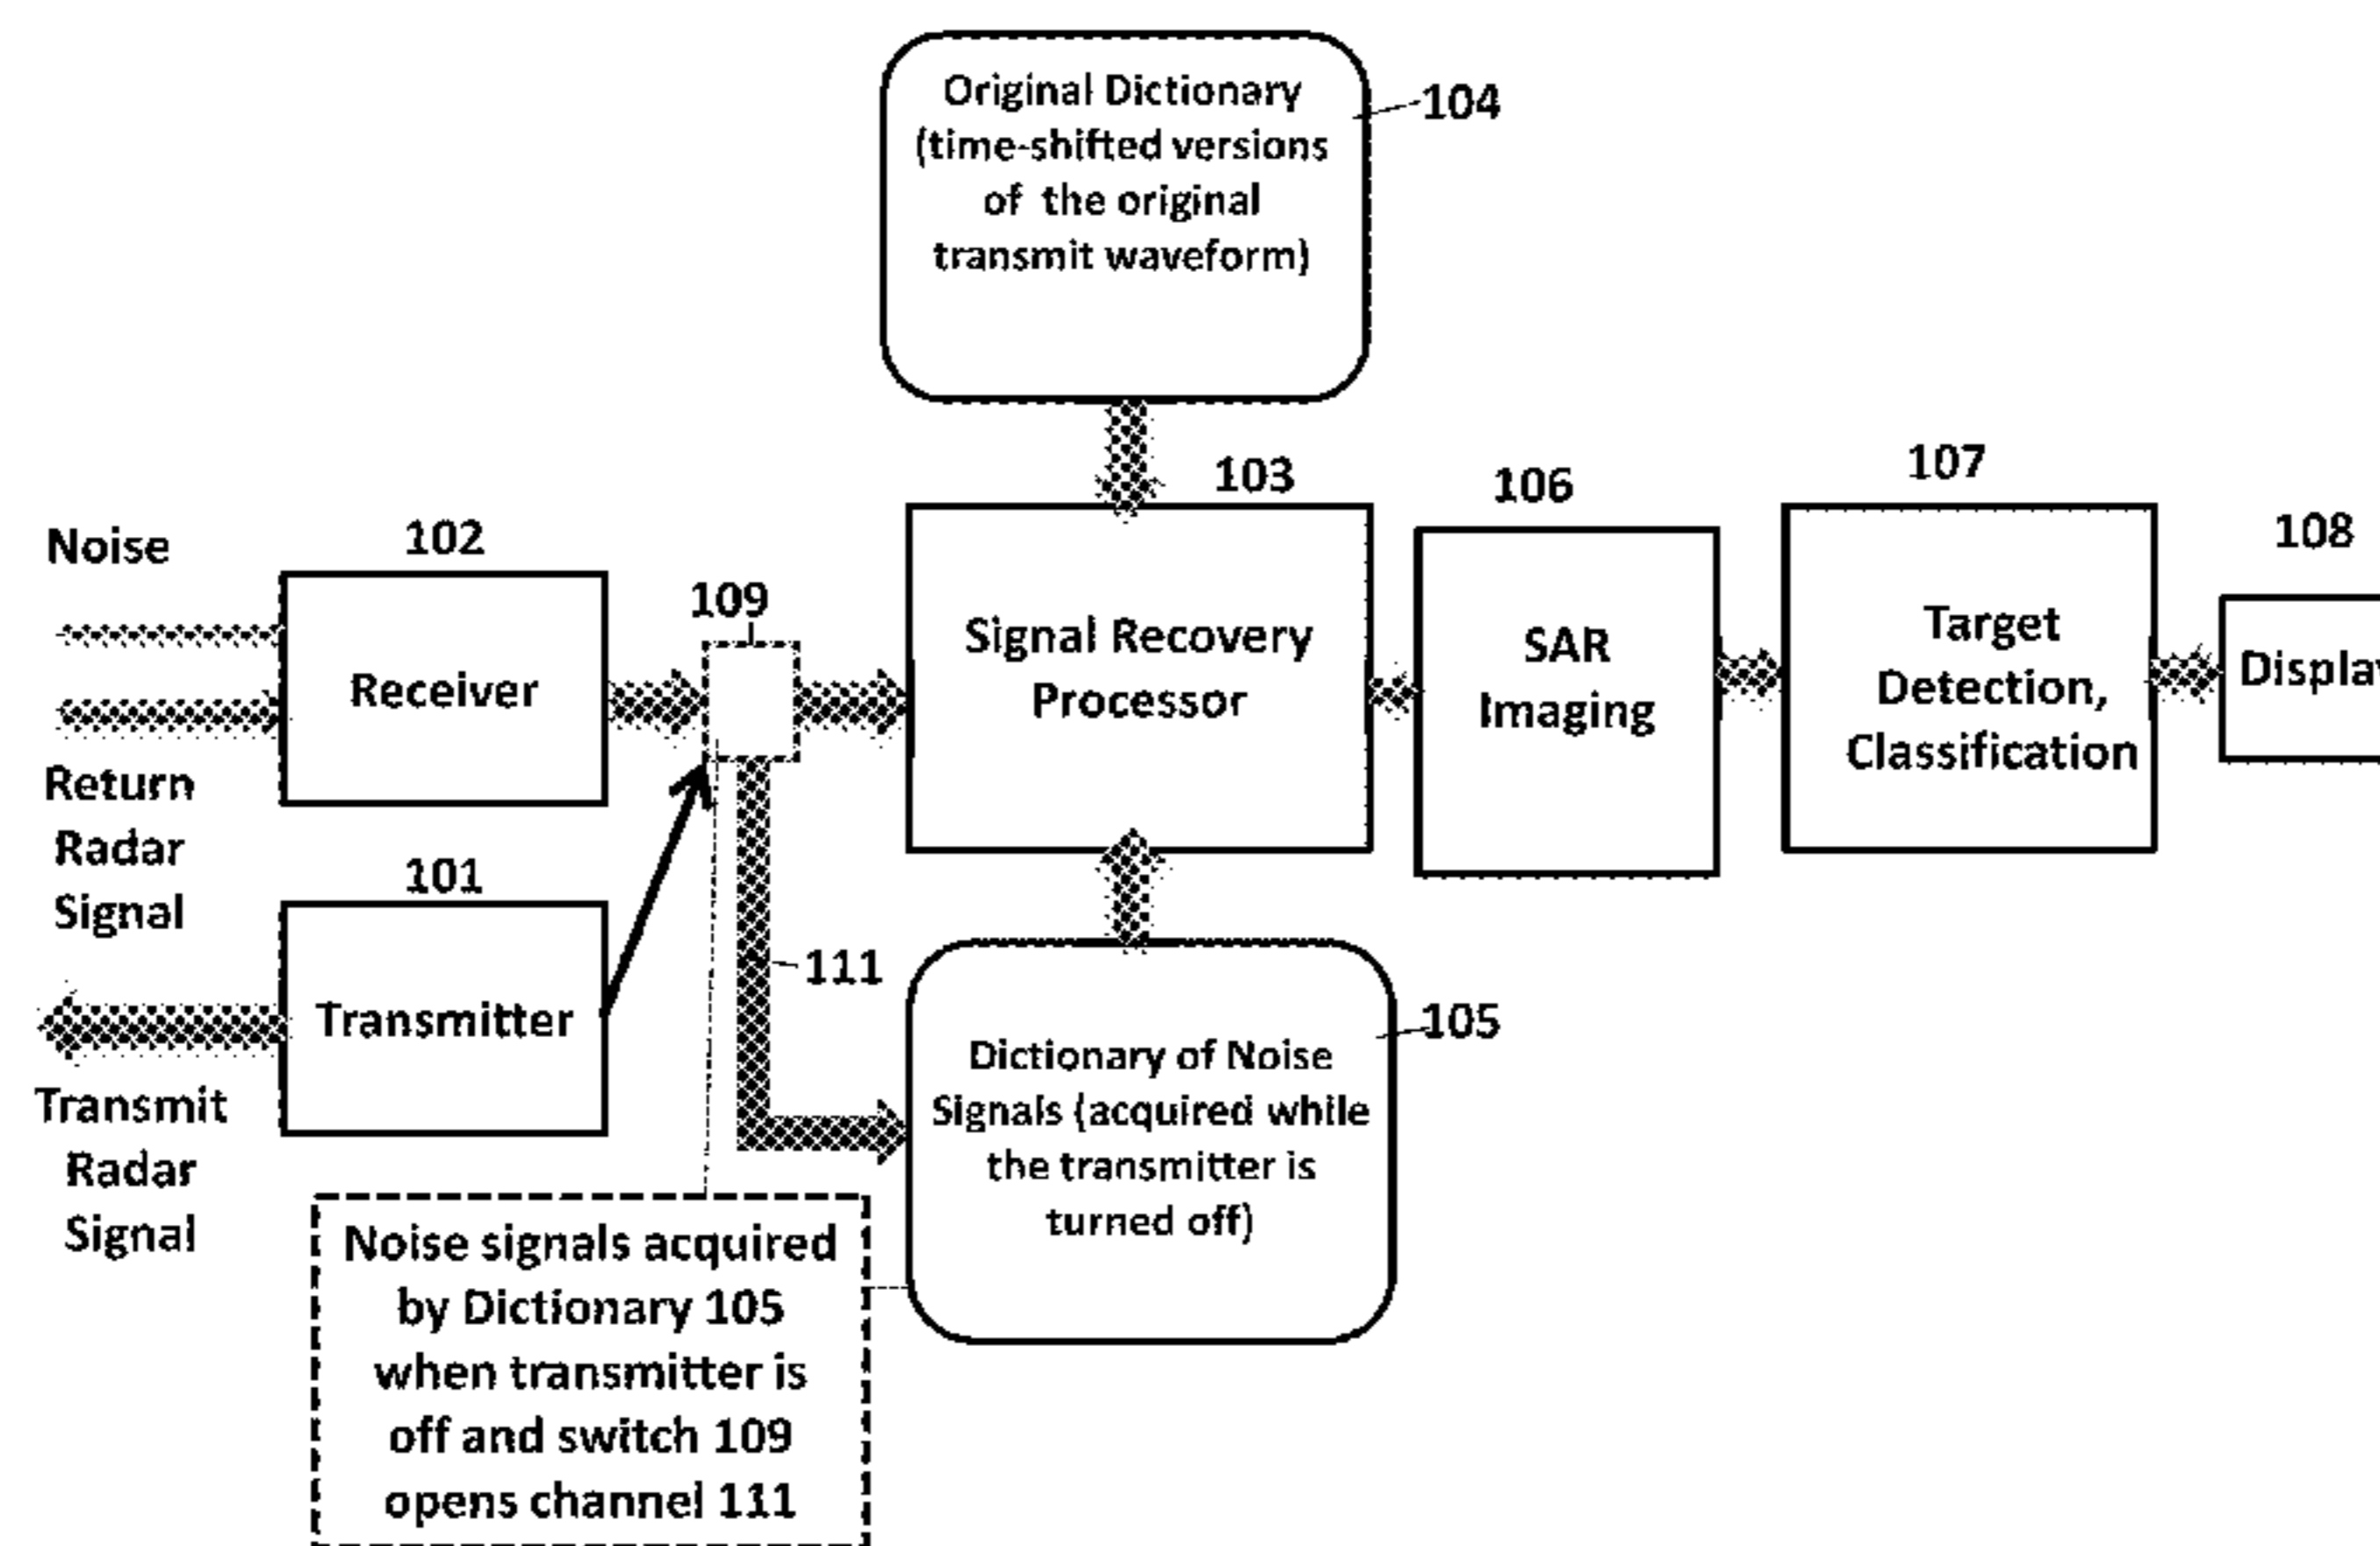 Original Dictionary
(time-shifted versions
of the original
transmit waveform)
104
Noise
102
Receiver
Return
Radar
Signal
109
103
Signal Recovery
Processor
106
SAR
Imaging
107
Target
Detection,
Classification
108
Display
101
Transmitter
Transmit
Radar
Signal
111
105
Dictionary of Noise
Signals (acquired while
the transmitter is
turned off)
Noise signals acquired
by Dictionary 105
when transmitter is
off and switch 109
opens channel 111